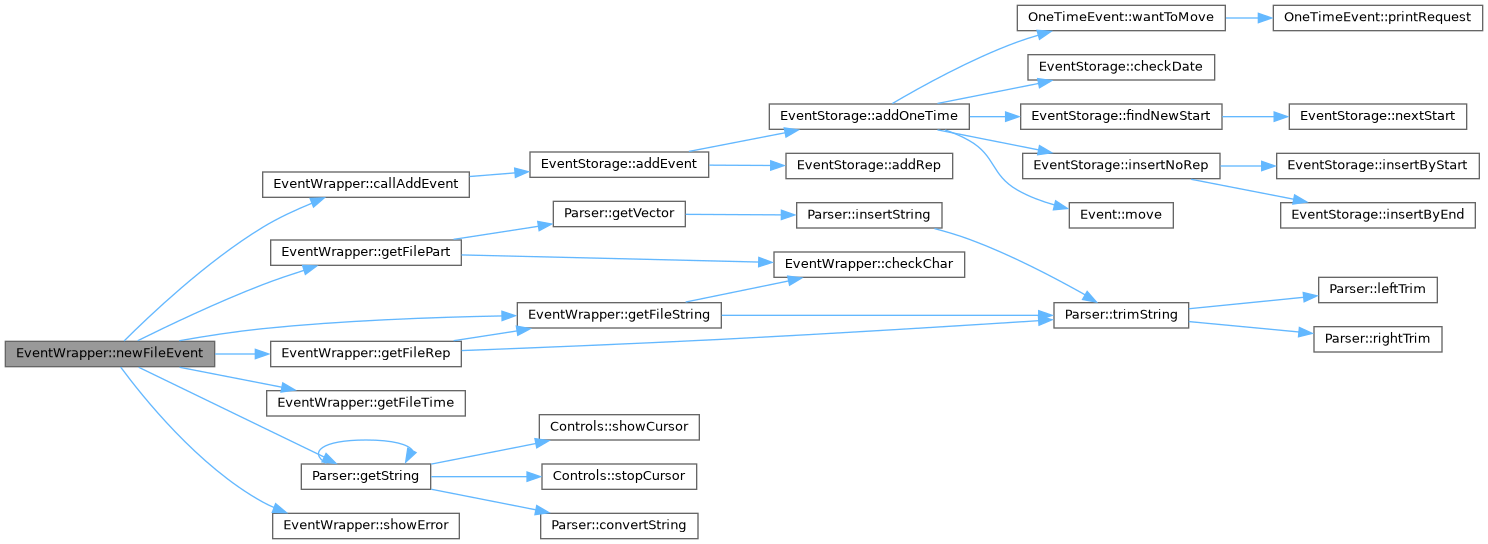 OneTimeEvent::wantToMove
OneTimeEvent::printRequest
EventStorage::checkDate
EventStorage::addOneTime
EventStorage::findNewStart
EventStorage::nextStart
EventStorage::addEvent
EventStorage::addRep
EventStorage::insertNoRep
EventStorage::insertByStart
EventWrapper::callAddEvent
Parser::getVector
Parser::insertString
Event::move
EventStorage::insertByEnd
EventWrapper::getFilePart
EventWrapper::checkChar
Parser::leftTrim
EventWrapper::getFileString
Parser::trimString
Parser::rightTrim
EventWrapper::newFileEvent
EventWrapper::getFileRep
EventWrapper::getFileTime
Controls::showCursor
Parser::getString
Controls::stopCursor
EventWrapper::showError
Parser::convertString